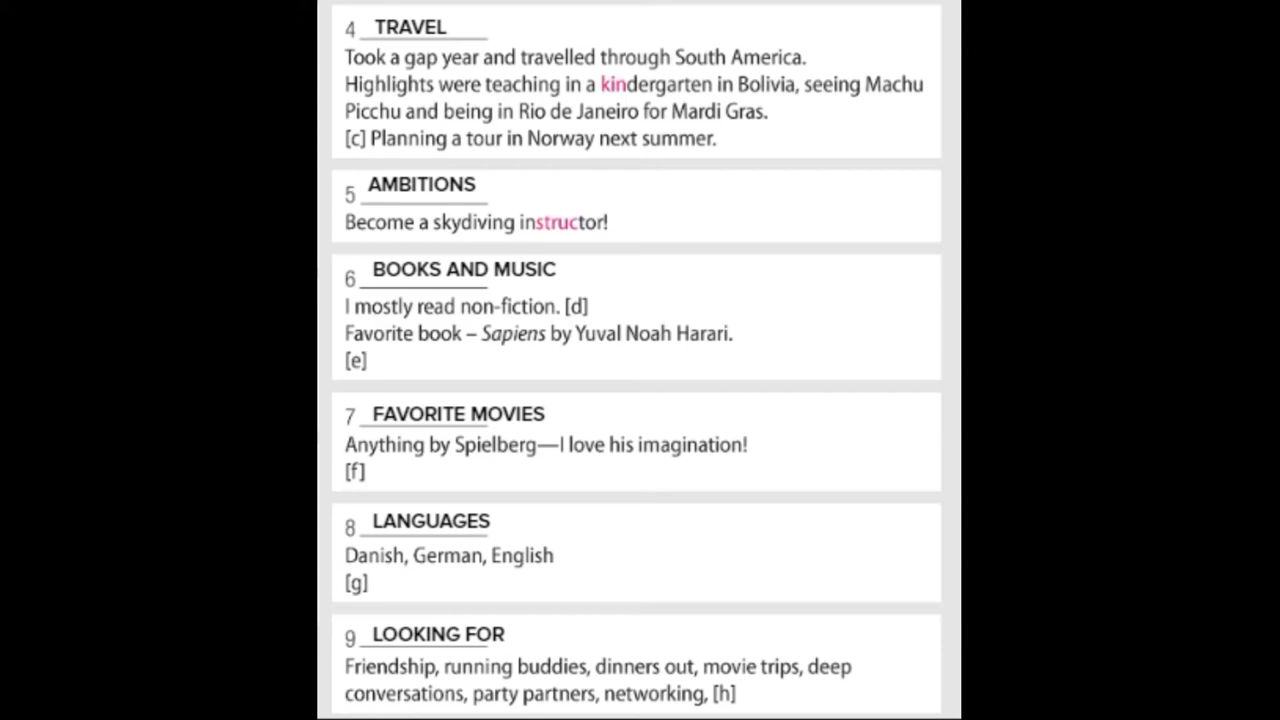 4 TRAVEL
Took a gap year and travelled through South America.
Highlights were teaching in a kindergarten in Bolivia, seeing Machu
Picchu and being in Rio de Janeiro for Mardi Gras.
[c] Planning a tour in Norway next summer.
5 AMBITIONS
Become a skydiving instructor!
6 BOOKS AND MUSIC
I mostly read non-fiction. [d]
Favorite book – Sapiens by Yuval Noah Harari.
[e]
7 FAVORITE MOVIES
Anything by Spielberg—I love his imagination!
[f]
8 LANGUAGES
Danish, German, English
[g]
9 LOOKING FOR
Friendship, running buddies, dinners out, movie trips, deep
conversations, party partners, networking, [h]